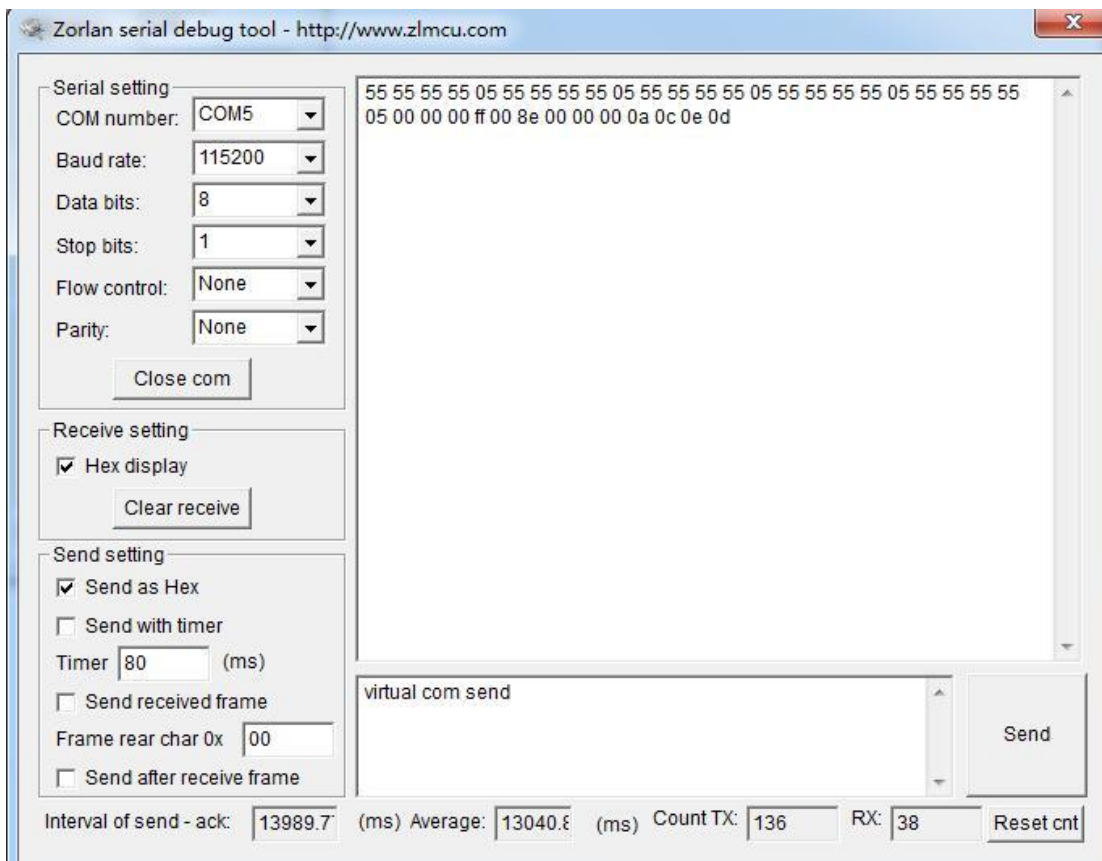 Zorlan serial debug tool - http://www.zlmcu.com
Serial setting
COM number: COM5
Baud rate: 115200
Data bits: 8
Stop bits: 1
Flow control: None
Parity: None
Close com
Receive setting
Hex display
Clear receive
Send setting
Send as Hex
Send with timer
Timer 80 (ms)
Send received frame
Frame rear char 0x 00
Send after receive frame
55 55 55 55 05 55 55 55 55 05 55 55 55 55 05 55 55 55 55 05 55 55 55 55
05 00 00 00 ff 00 8e 00 00 00 0a 0c 0e 0d
virtual com send
Send
Interval of send - ack: 13989.7 (ms) Average: 13040.8 (ms) Count TX: 136 RX: 38 Reset cnt